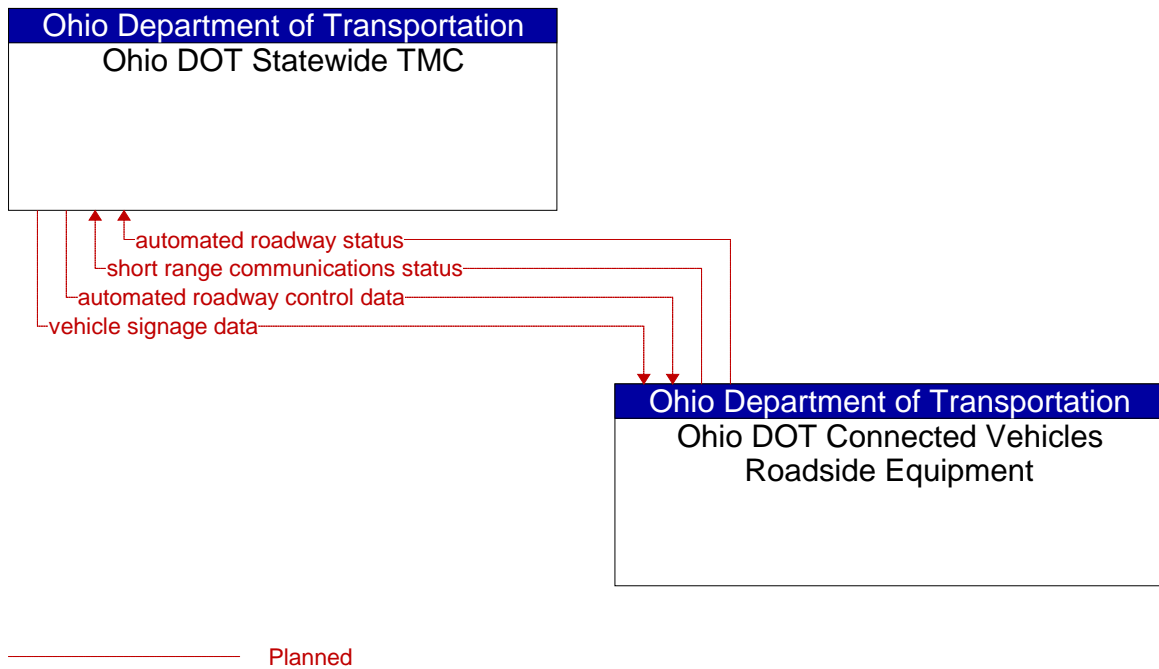 Ohio Department of Transportation
Ohio DOT Statewide TMC
automated roadway status
short range communications status
automated roadway control data
vehicle signage data
Ohio Department of Transportation
Ohio DOT Connected Vehicles
Roadside Equipment
Planned